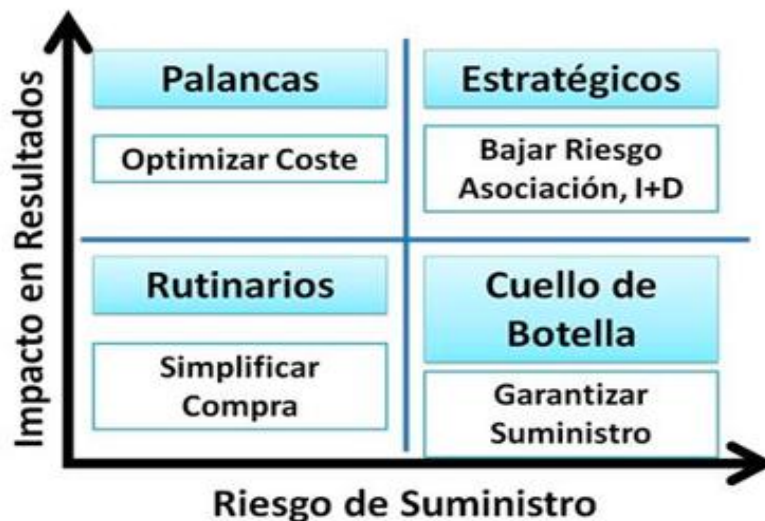 Impacto en Resultados
Palancas
Optimizar Coste
Estratégicos
Bajar Riesgo
Asociación, I+D
Rutinarios
Simplificar
Compra
Cuello de
Botella
Garantizar
Suministro
Riesgo de Suministro